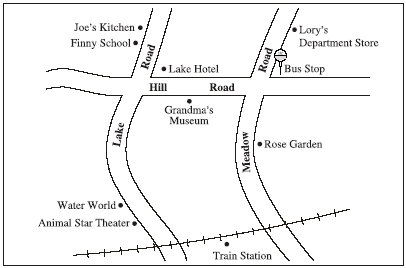 Joe's Kitchen
Finny School
Road
Lake Hotel
Road
Lory's
Department Store
Bus Stop
Hill Road
Grandma's
Museum
Lake
Meadow
Rose Garden
Water World
Animal Star Theater
Train Station